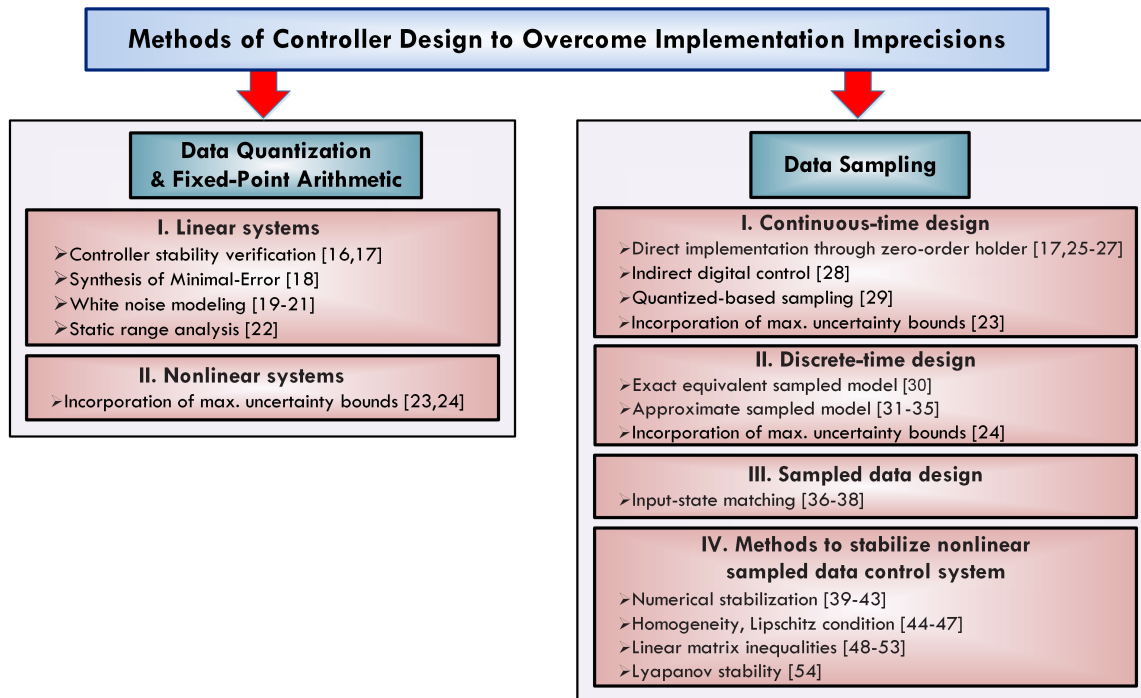 Methods of Controller Design to Overcome Implementation Imprecisions
Data Quantization
& Fixed-Point Arithmetic
I. Linear systems
➢Controller stability verification [16,17]
➢Synthesis of Minimal-Error [18]
➢White noise modeling [19-21]
➢Static range analysis [22]
II. Nonlinear systems
➢Incorporation of max. uncertainty bounds [23,24]
Data Sampling
I. Continuous-time design
➢Direct implementation through zero-order holder [17,25-27]
➢Indirect digital control [28]
➢Quantized-based sampling [29]
➢Incorporation of max. uncertainty bounds [23]
II. Discrete-time design
➢Exact equivalent sampled model [30]
➢Approximate sampled model [31-35]
➢Incorporation of max. uncertainty bounds [24]
III. Sampled data design
➢Input-state matching [36-38]
IV. Methods to stabilize nonlinear
sampled data control system
➢Numerical stabilization [39-43]
➢Homogeneity, Lipschitz condition [44-47]
➢Linear matrix inequalities [48-53]
➢Lyapanov stability [54]